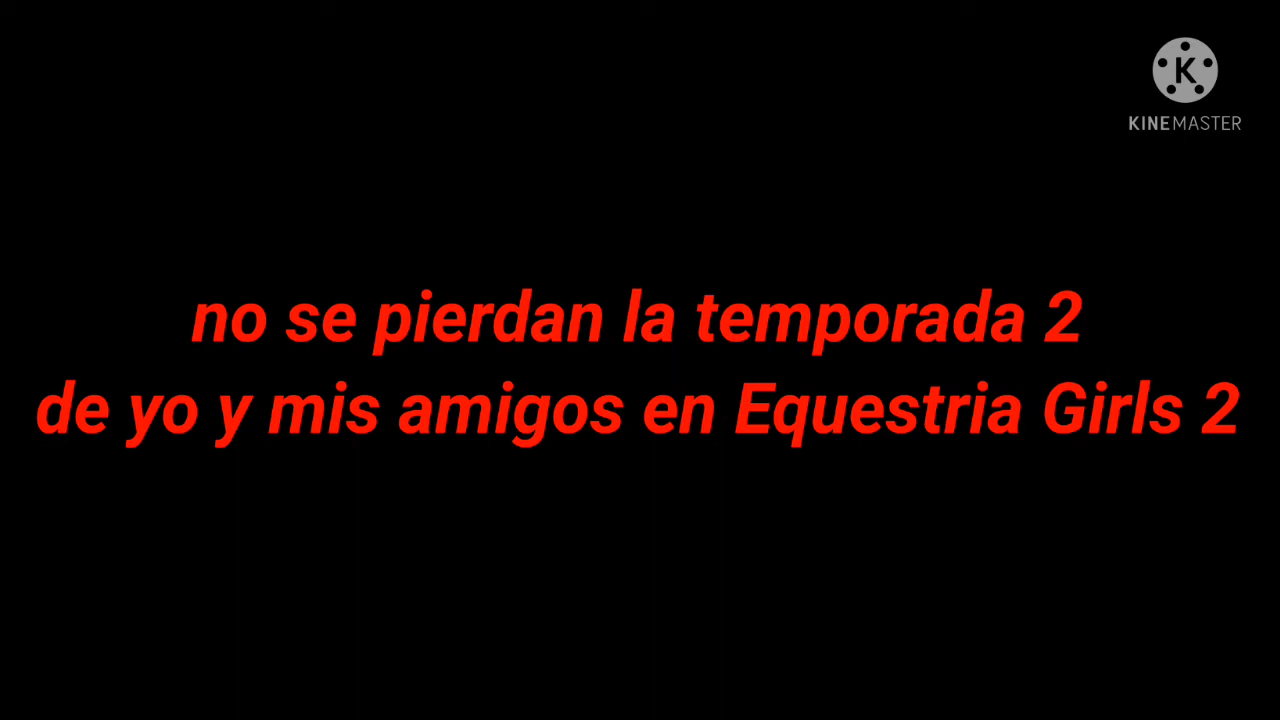 K
KINEMASTER
no se pierdan la temporada 2
de yo y mis amigos en Equestria Girls 2